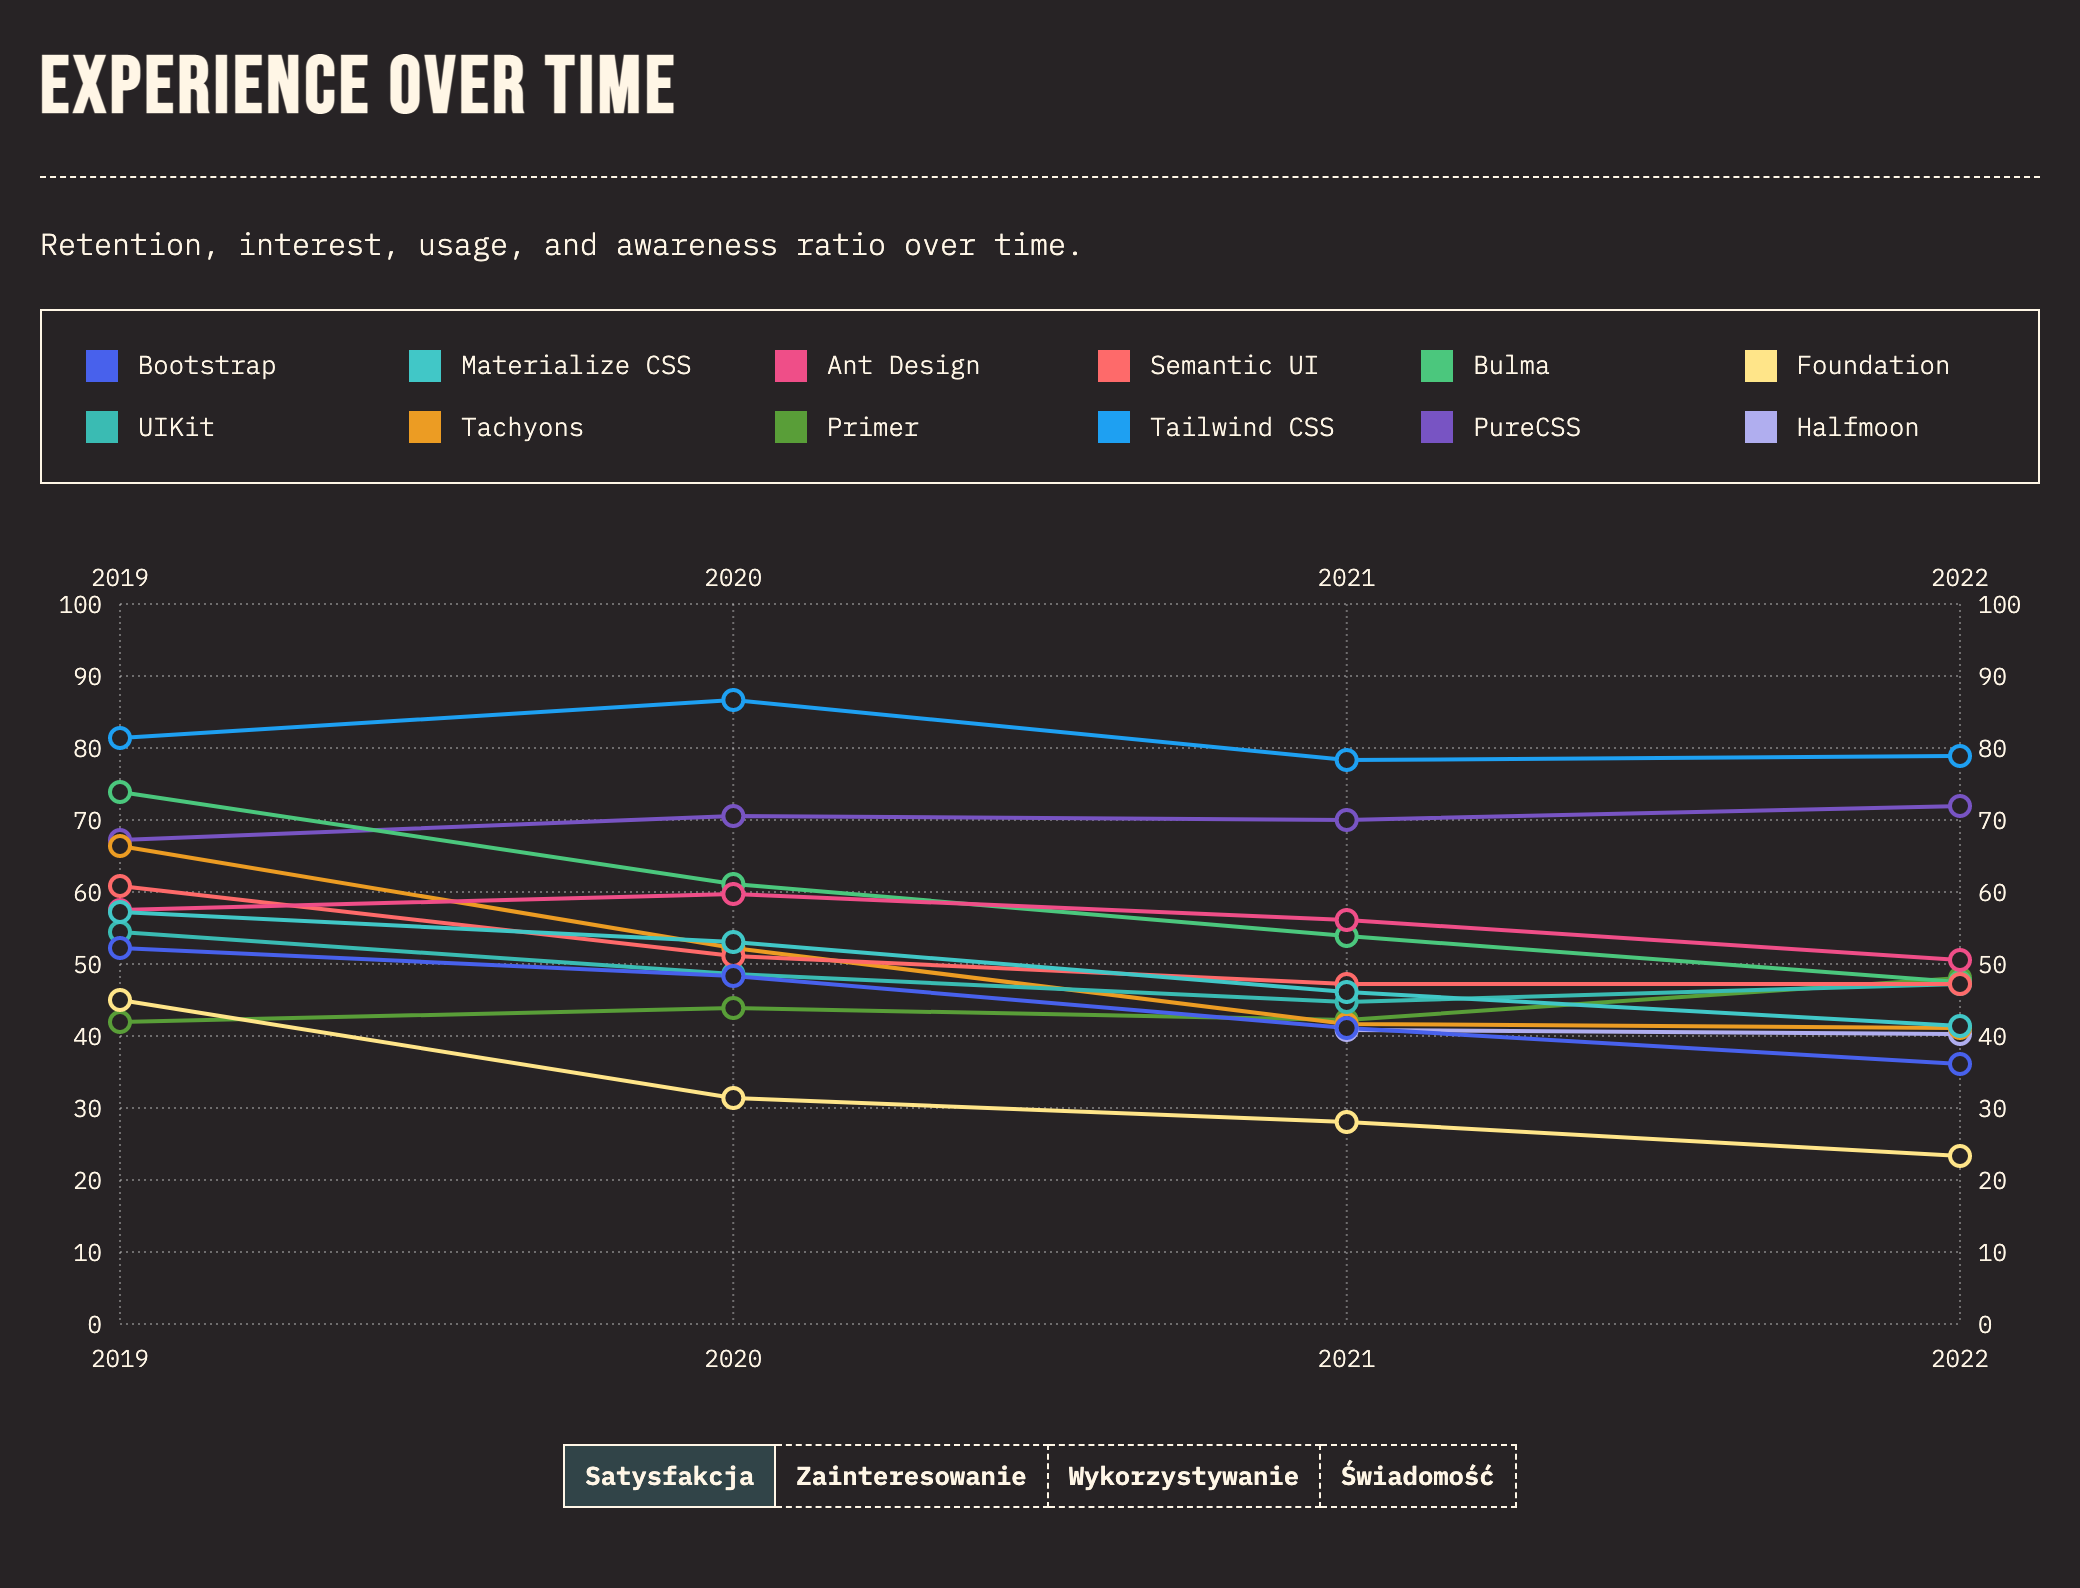 EXPERIENCE OVER TIME
Retention, interest, usage, and awareness ratio over time.
Bootstrap Materialize CSS Ant Design Semantic UI Bulma Foundation
UIKit Tachyons Primer Tailwind CSS PureCSS Halfmoon
2019 2020 2021 2022
100 100
90 90
80 80
70 70
60 60
50 50
40 40
30 30
20 20
10 10
0 0
2019 2020 2021 2022
Satysfakcja Zainteresowanie Wykorzystywanie Świadomość